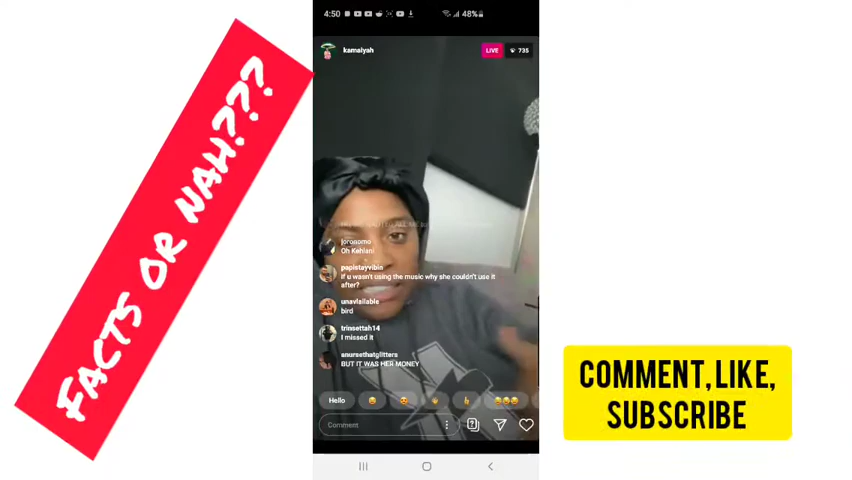 FACTS OR NAH???
4:50
48%
kamaiyah
LIVE
735
joronomo
Oh Kehlani
papistayvibin
If u wasn't using the music why she couldn't use it
after?
unavlailable
bird
trinsettah14
I missed it
anursethatglitters
BUT IT WAS HER MONEY
Hello
Comment
COMMENT, LIKE,
SUBSCRIBE